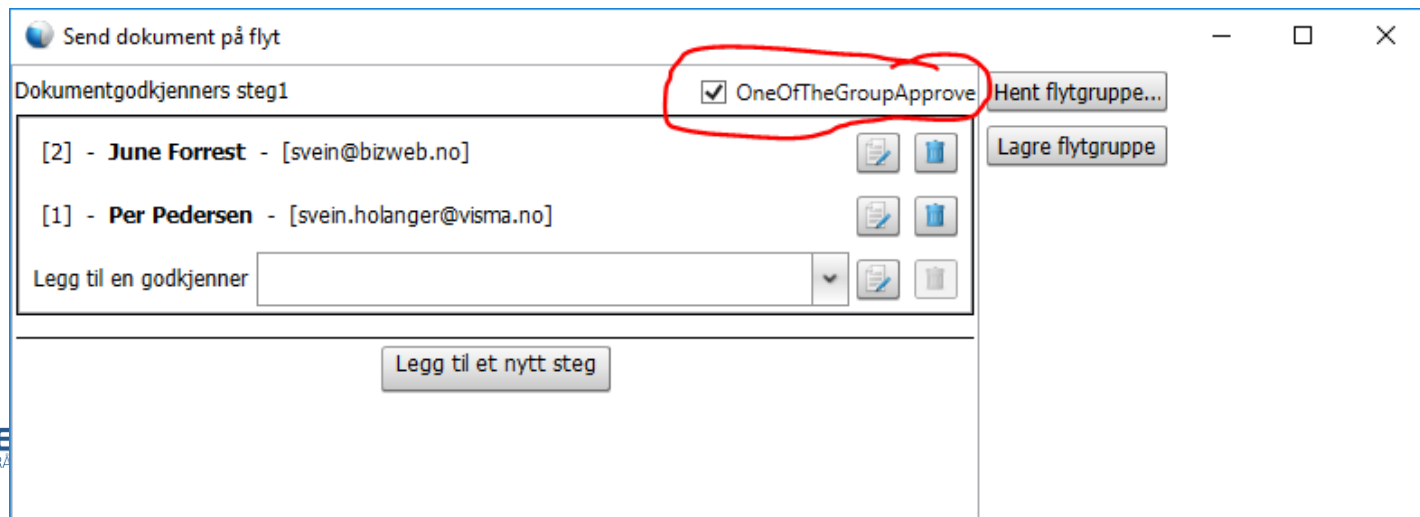 Send dokument på flyt
Dokumentgodkjenners steg1
OneOfTheGroupApprove
Hent flytgruppe...
[2] - June Forrest - [svein@bizweb.no]
Lagre flytgruppe
[1] - Per Pedersen - [svein.holanger@visma.no]
Legg til en godkjenner
Legg til et nytt steg